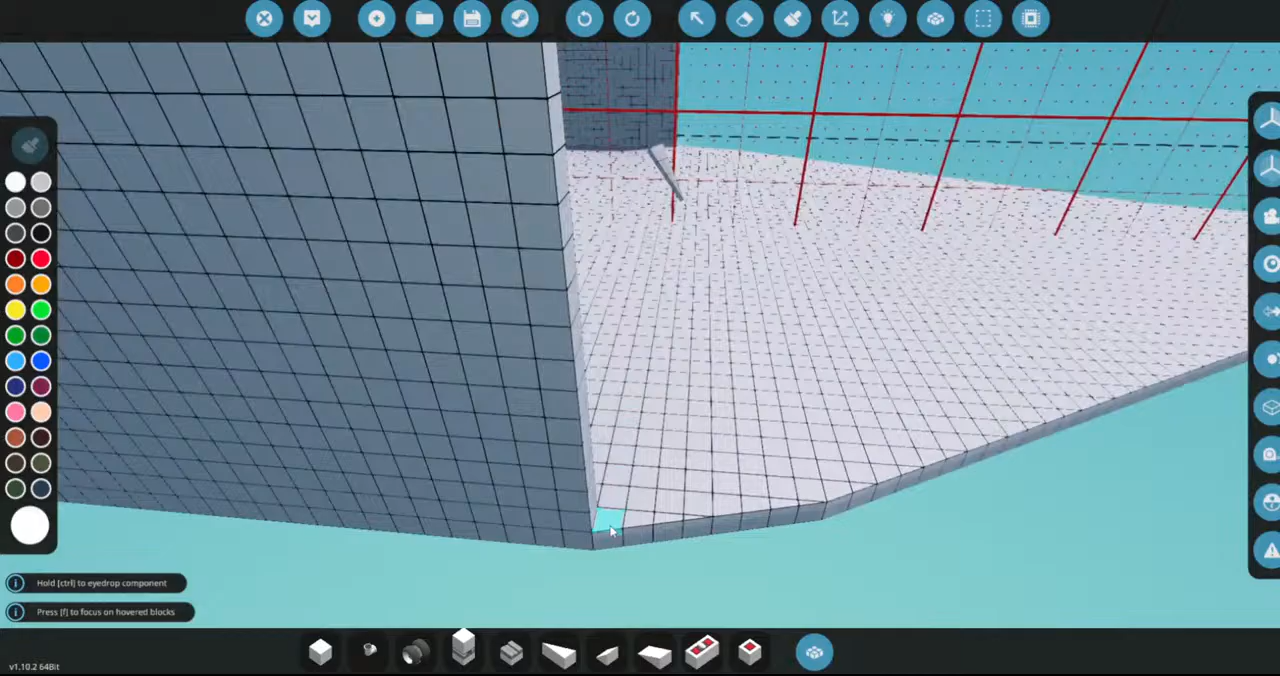 Hold [ctrl] to eyedrop component
Press [f] to focus on hovered blocks
v1.10.2 64Bit